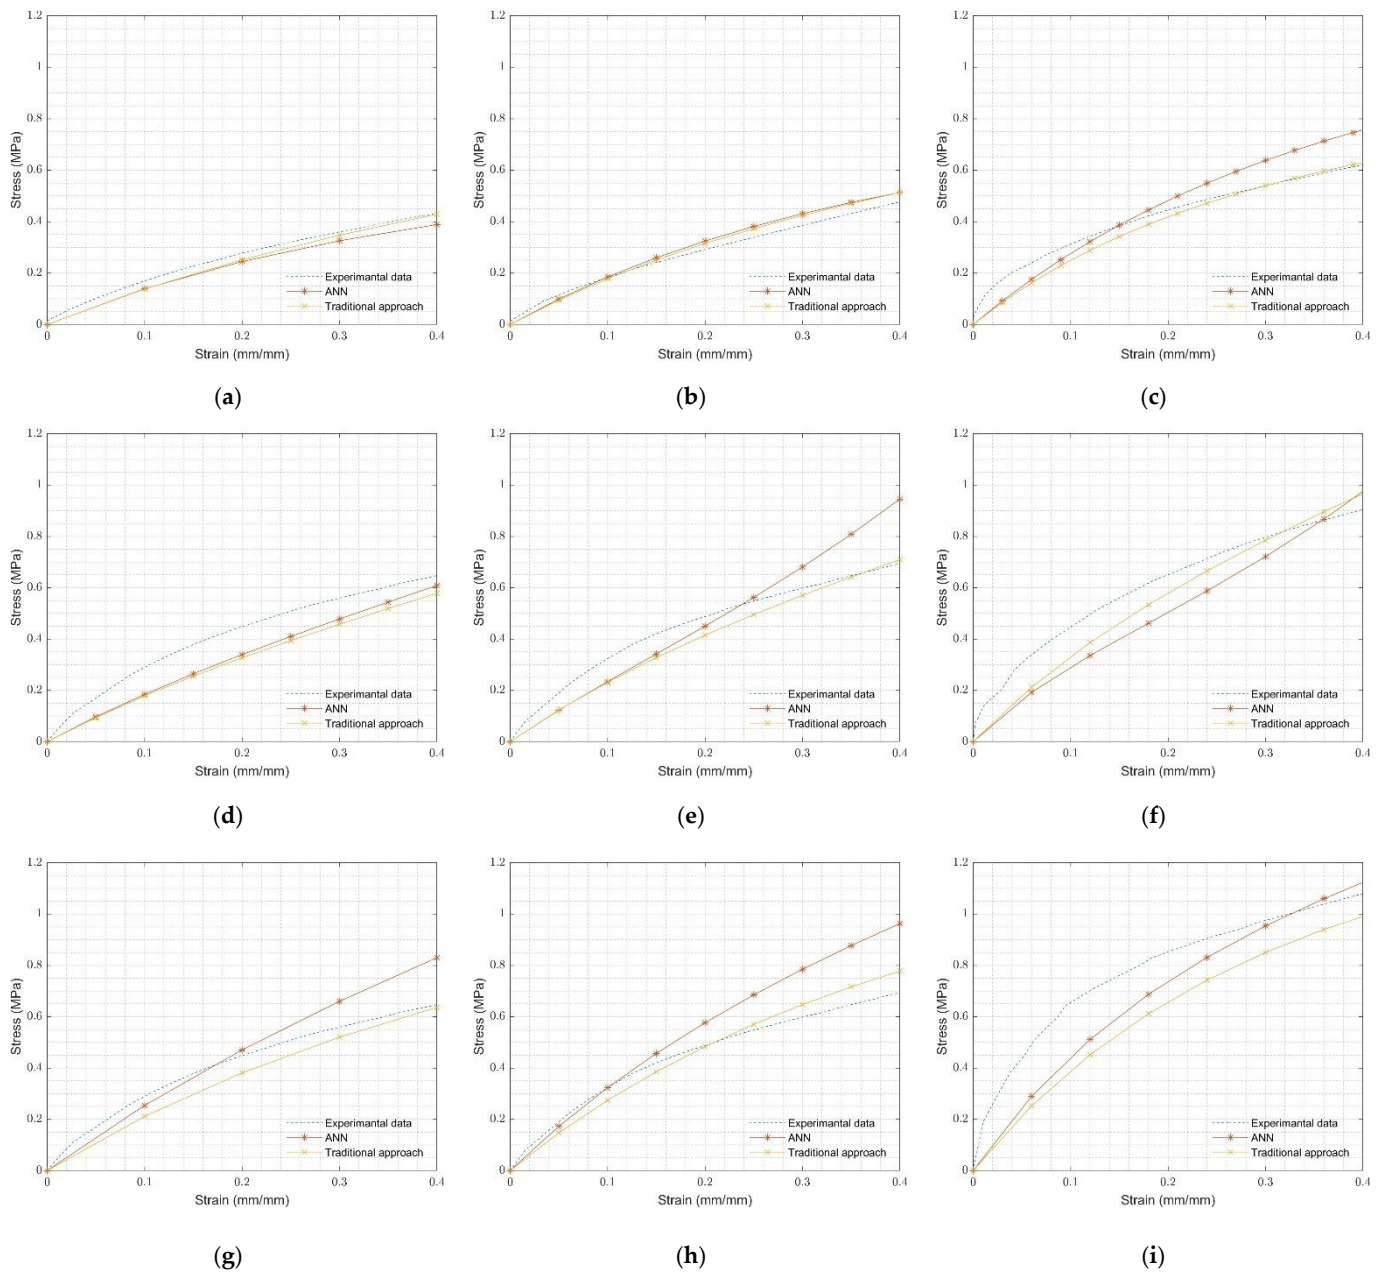 1.2
1
0.8
0.6
0.4
0.2
0
Stress (MPa)
Experimantal data
ANN
Traditional approach
0 0.1 0.2 0.3 0.4
Strain (mm/mm)
(a)
1.2
1
0.8
0.6
0.4
0.2
0
Stress (MPa)
Experimantal data
ANN
Traditional approach
0 0.1 0.2 0.3 0.4
Strain (mm/mm)
(b)
1.2
1
0.8
0.6
0.4
0.2
0
Stress (MPa)
Experimantal data
ANN
Traditional approach
0 0.1 0.2 0.3 0.4
Strain (mm/mm)
(c)
1.2
1
0.8
0.6
0.4
0.2
0
Stress (MPa)
Experimantal data
ANN
Traditional approach
0 0.1 0.2 0.3 0.4
Strain (mm/mm)
(d)
1.2
1
0.8
0.6
0.4
0.2
0
Stress (MPa)
Experimantal data
ANN
Traditional approach
0 0.1 0.2 0.3 0.4
Strain (mm/mm)
(e)
1.2
1
0.8
0.6
0.4
0.2
0
Stress (MPa)
Experimantal data
ANN
Traditional approach
0 0.1 0.2 0.3 0.4
Strain (mm/mm)
(f)
1.2
1
0.8
0.6
0.4
0.2
0
Stress (MPa)
Experimantal data
ANN
Traditional approach
0 0.1 0.2 0.3 0.4
Strain (mm/mm)
(g)
1.2
1
0.8
0.6
0.4
0.2
0
Stress (MPa)
Experimantal data
ANN
Traditional approach
0 0.1 0.2 0.3 0.4
Strain (mm/mm)
(h)
1.2
1
0.8
0.6
0.4
0.2
0
Stress (MPa)
Experimantal data
ANN
Traditional approach
0 0.1 0.2 0.3 0.4
Strain (mm/mm)
(i)